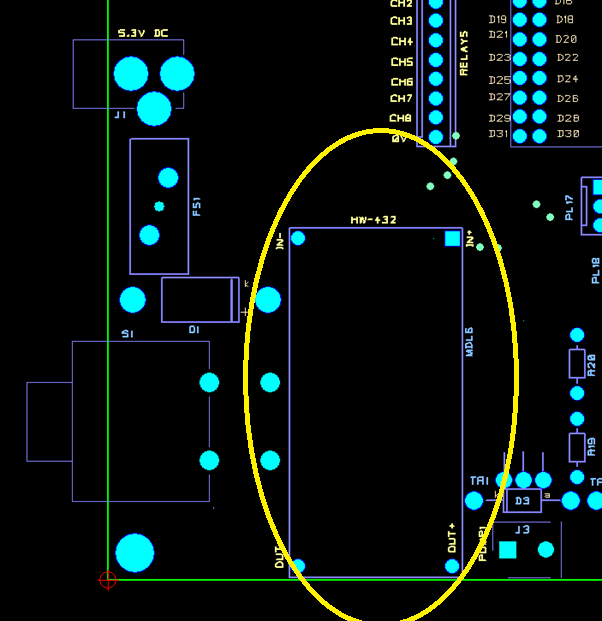 CH2
D16
CH3
D19 D18
CH4
D21 D20
5.3V DC
CH5
RELAYS
D23 D22
CH6
D25 D24
CH7
D27 D26
CH8
D29 D28
0V
D31 D30
J1
FS1
PL17
HW-432
IN-
IN+
PL18
k
+
S1
D1
MDL6
R20
R19
TR1
k
D3
a
J3
OUT+